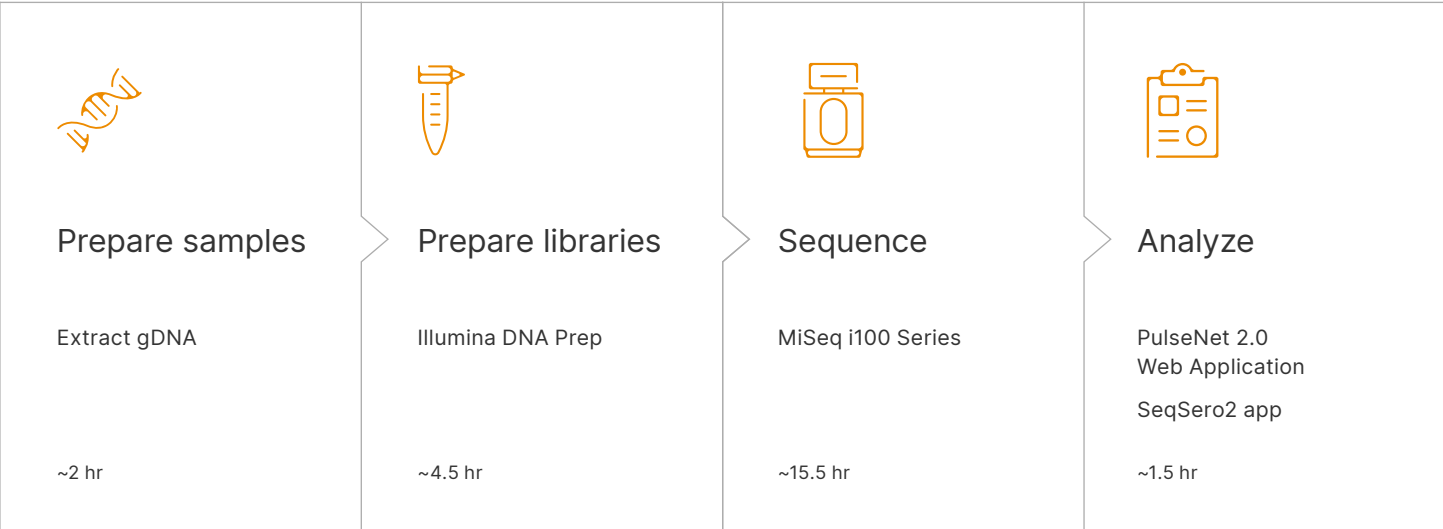 Prepare samples
Extract gDNA
~2 hr
Prepare libraries
Illumina DNA Prep
~4.5 hr
Sequence
MiSeq i100 Series
~15.5 hr
Analyze
PulseNet 2.0
Web Application
SeqSero2 app
~1.5 hr